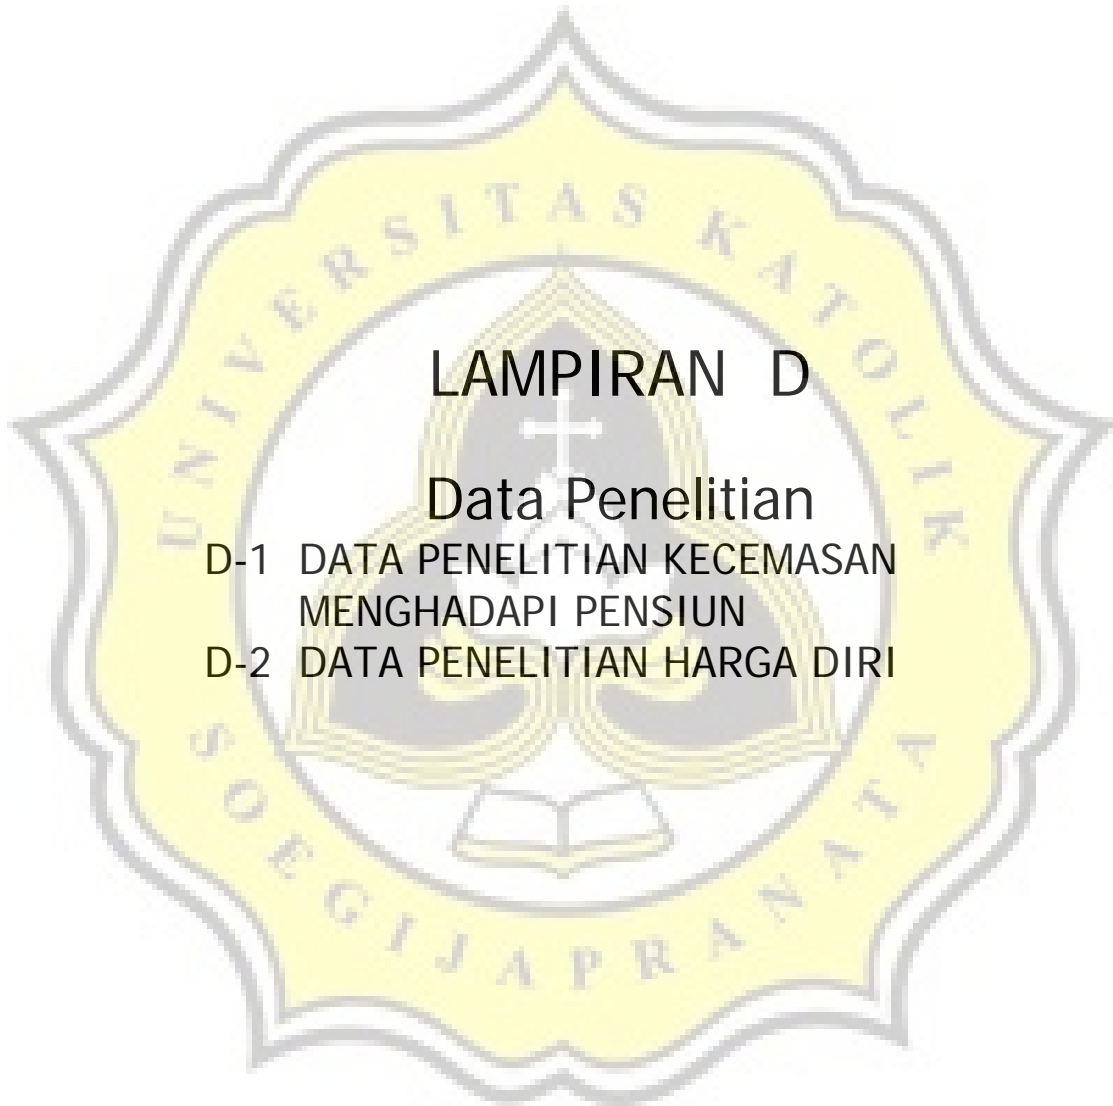 UNIVERSITAS KATOLIK
LAMPIRAN D
Data Penelitian
D-1 DATA PENELITIAN KECEMASAN
MENGHADAPI PENSIUN
D-2 DATA PENELITIAN HARGA DIRI
SOEGIJAPRANATA